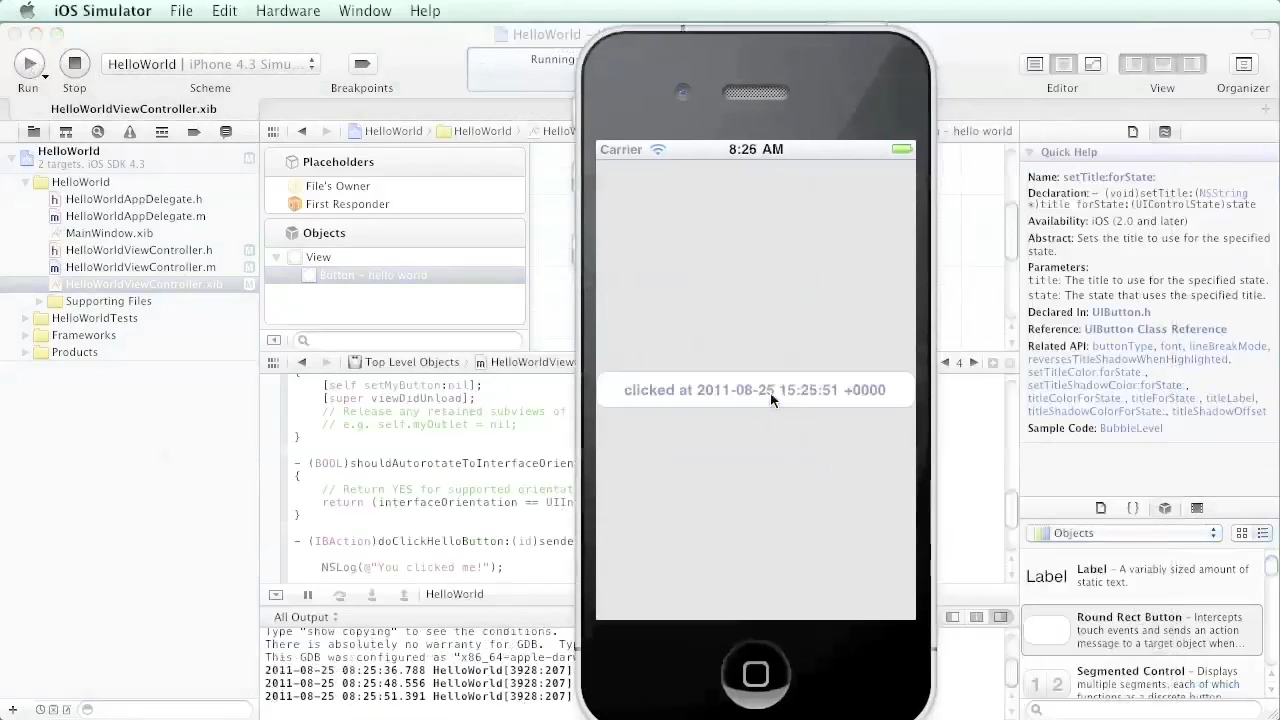 iOS Simulator File Edit Hardware Window Help
HelloWorld
HelloWorld | iPhone 4.3 Simu...
Running
Run Stop Scheme Breakpoints Editor View Organizer
HelloWorldViewController.xib
HelloWorld HelloWorld HelloW
- hello world
HelloWorld
2 targets, iOS SDK 4.3
M
HelloWorld
HelloWorldAppDelegate.h
HelloWorldAppDelegate.m
MainWindow.xib
HelloWorldViewController.h M
HelloWorldViewController.m M
HelloWorldViewController.xib M
Supporting Files
HelloWorldTests
Frameworks
Products
Placeholders
File's Owner
First Responder
Objects
View
Button - hello world
Top Level Objects HelloWorldView
4
[self setMyButton:nil];
[super viewDidUnload];
// Release any retained subviews of
// e.g. self.myOutlet = nil;
}
- (BOOL)shouldAutorotateToInterfaceOrien
{
// Return YES for supported orientat
return (interfaceOrientation == UIIn
}
- (IBAction)doClickHelloButton:(id)sende
NSLog(@"You clicked me!");
HelloWorld
All Output
Type "show copying" to see the conditions.
There is absolutely no warranty for GDB. Typ
This GDB was configured as "x86_64-apple-dar
2011-08-25 08:25:36.780 HelloWorld[3928:207]
2011-08-25 08:25:48.556 HelloWorld[3928:207]
2011-08-25 08:25:51.391 HelloWorld[3928:207]
Carrier 8:26 AM
clicked at 2011-08-25 15:25:51 +0000
Quick Help
Name: setTitle:forState:
Declaration: - (void)setTitle:(NSString
*)title forState:(UIControlState)state
Availability: iOS (2.0 and later)
Abstract: Sets the title to use for the specified
state.
Parameters:
title: The title to use for the specified state.
state: The state that uses the specified title.
Declared In: UIButton.h
Reference: UIButton Class Reference
Related API: buttonType, font, lineBreakMode,
reversesTitleShadowWhenHighlighted,
setTitleColor:forState:,
setTitleShadowColor:forState:,
titleColorForState:, titleForState:, titleLabel,
titleShadowColorForState:, titleShadowOffset
Sample Code: BubbleLevel
Objects
Label
Label - A variably sized amount of
static text.
Round Rect Button - Intercepts
touch events and sends an action
message to a target object when...
1 2
Segmented Control - Displays
multiple segments, each of which
functions as a discrete button.